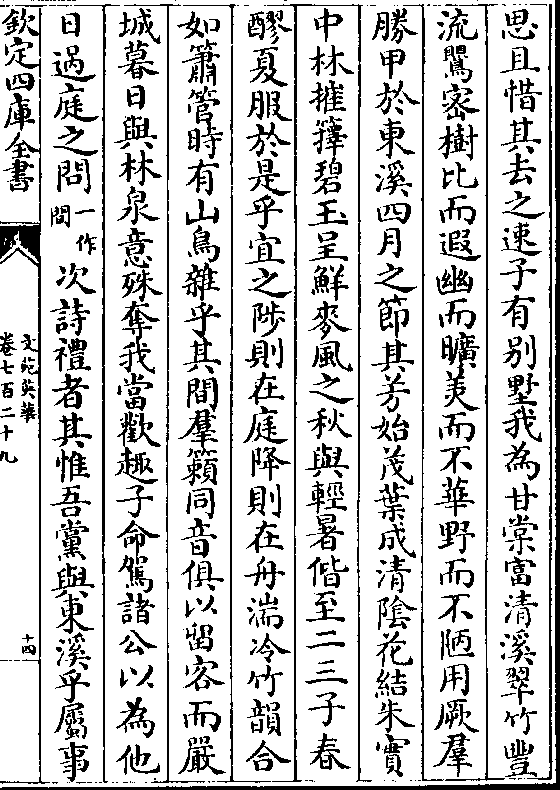 思且惜其去之速子有别墅我為甘棠富清溪翠竹豐
流鶯密樹比而遐幽而曠美而不華野而不陋用厥羣
勝甲於東溪四月之節其芳始茂葉成清陰花結朱實
中林摧籜碧玉呈鮮麥風之秋與輕暑偕至二三子春
醪夏服於是乎宜之陟則在庭降則在舟湍冷竹韻合
如簫管時有山鳥雜乎其間羣籟同音俱以留客而嚴
城暮日與林泉意殊奪我當歡趣子命駕諸公以為他
日過庭之問一作間次詩禮者其惟吾黨與東溪乎屬事
欽定四庫全書
文苑英華
卷七百二十九
十四